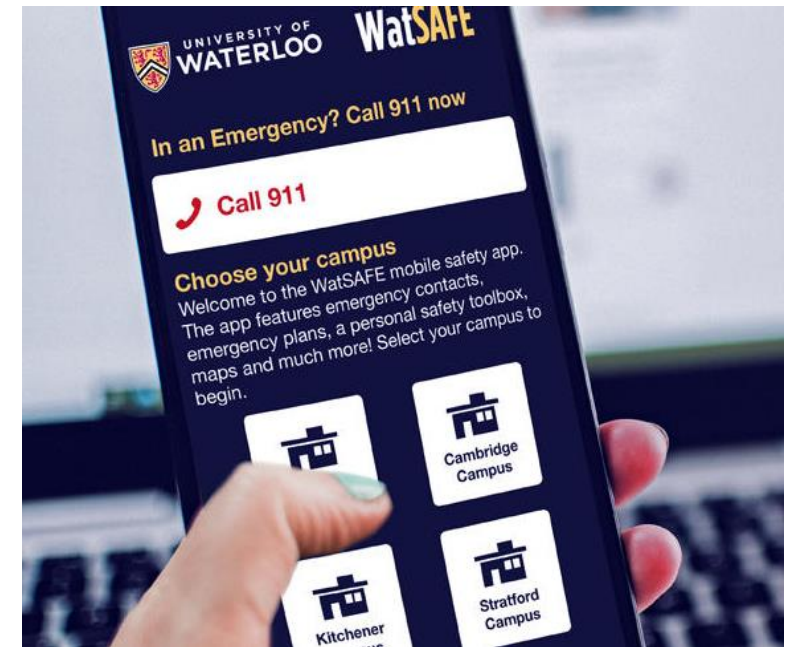 UNIVERSITY OF
WATERLOO
WatSAFE
In an Emergency? Call 911 now
Call 911
Choose your campus
Welcome to the WatSAFE mobile safety app.
The app features emergency contacts,
emergency plans, a personal safety toolbox,
maps and much more! Select your campus to
begin.
Cambridge
Campus
Kitchener
Stratford
Campus